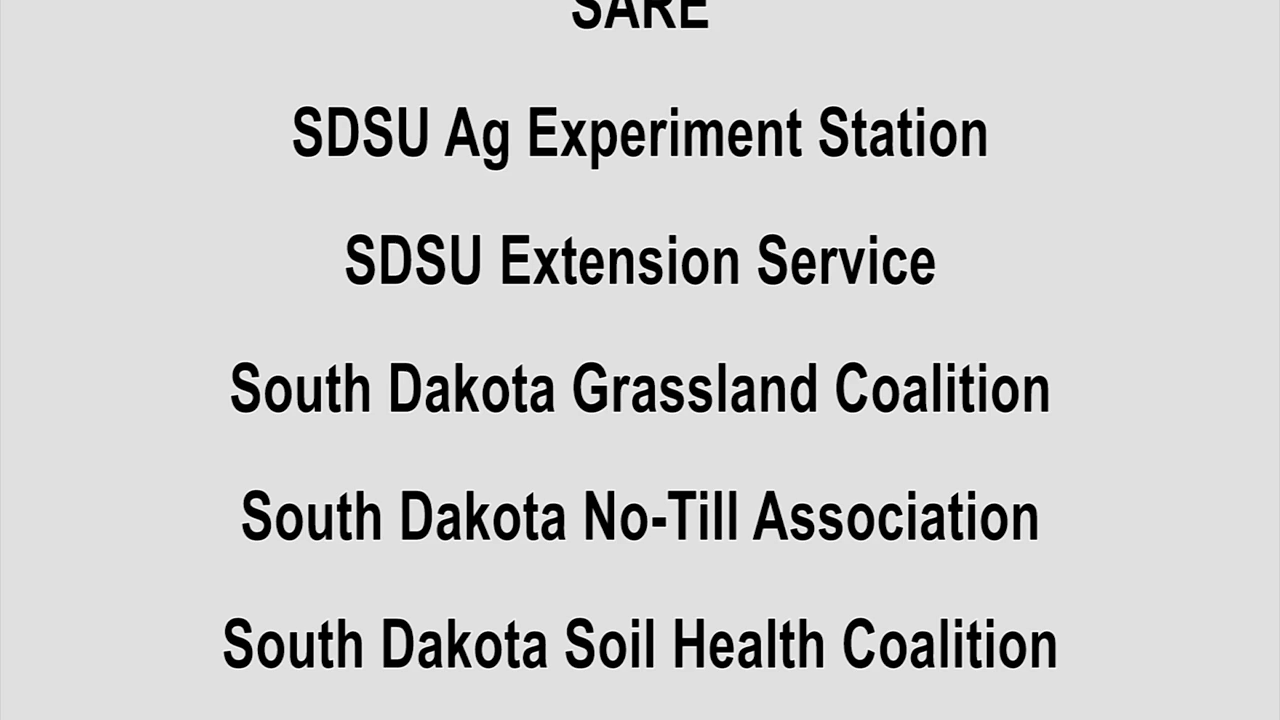 SARE
SDSU Ag Experiment Station
SDSU Extension Service
South Dakota Grassland Coalition
South Dakota No-Till Association
South Dakota Soil Health Coalition